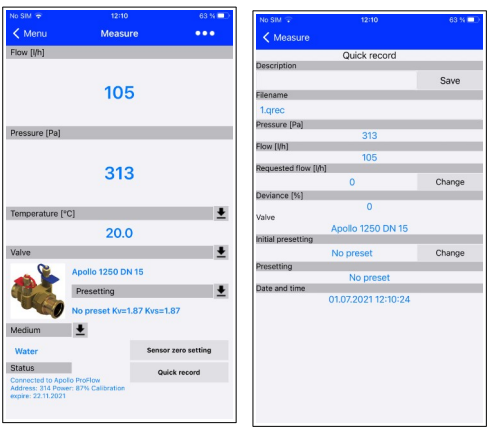 No SIM 12:10 63 %
Menu Measure
Flow [l/h]
105
Pressure [Pa]
313
Temperature [°C]
20.0
Valve
Apollo 1250 DN 15
Presetting
No preset Kv=1.87 Kvs=1.87
Medium
Water
Sensor zero setting
Status
Quick record
Connected to Apollo ProFlow
Address: 314 Power: 87% Calibration
expire: 22.11.2021
No SIM 12:10 63 %
Measure
Quick record
Description
Save
Filename
1.qrec
Pressure [Pa]
313
Flow [l/h]
105
Requested flow [l/h]
0 Change
Deviance [%]
0
Valve
Apollo 1250 DN 15
Initial presetting
No preset Change
Presetting
No preset
Date and time
01.07.2021 12:10:24